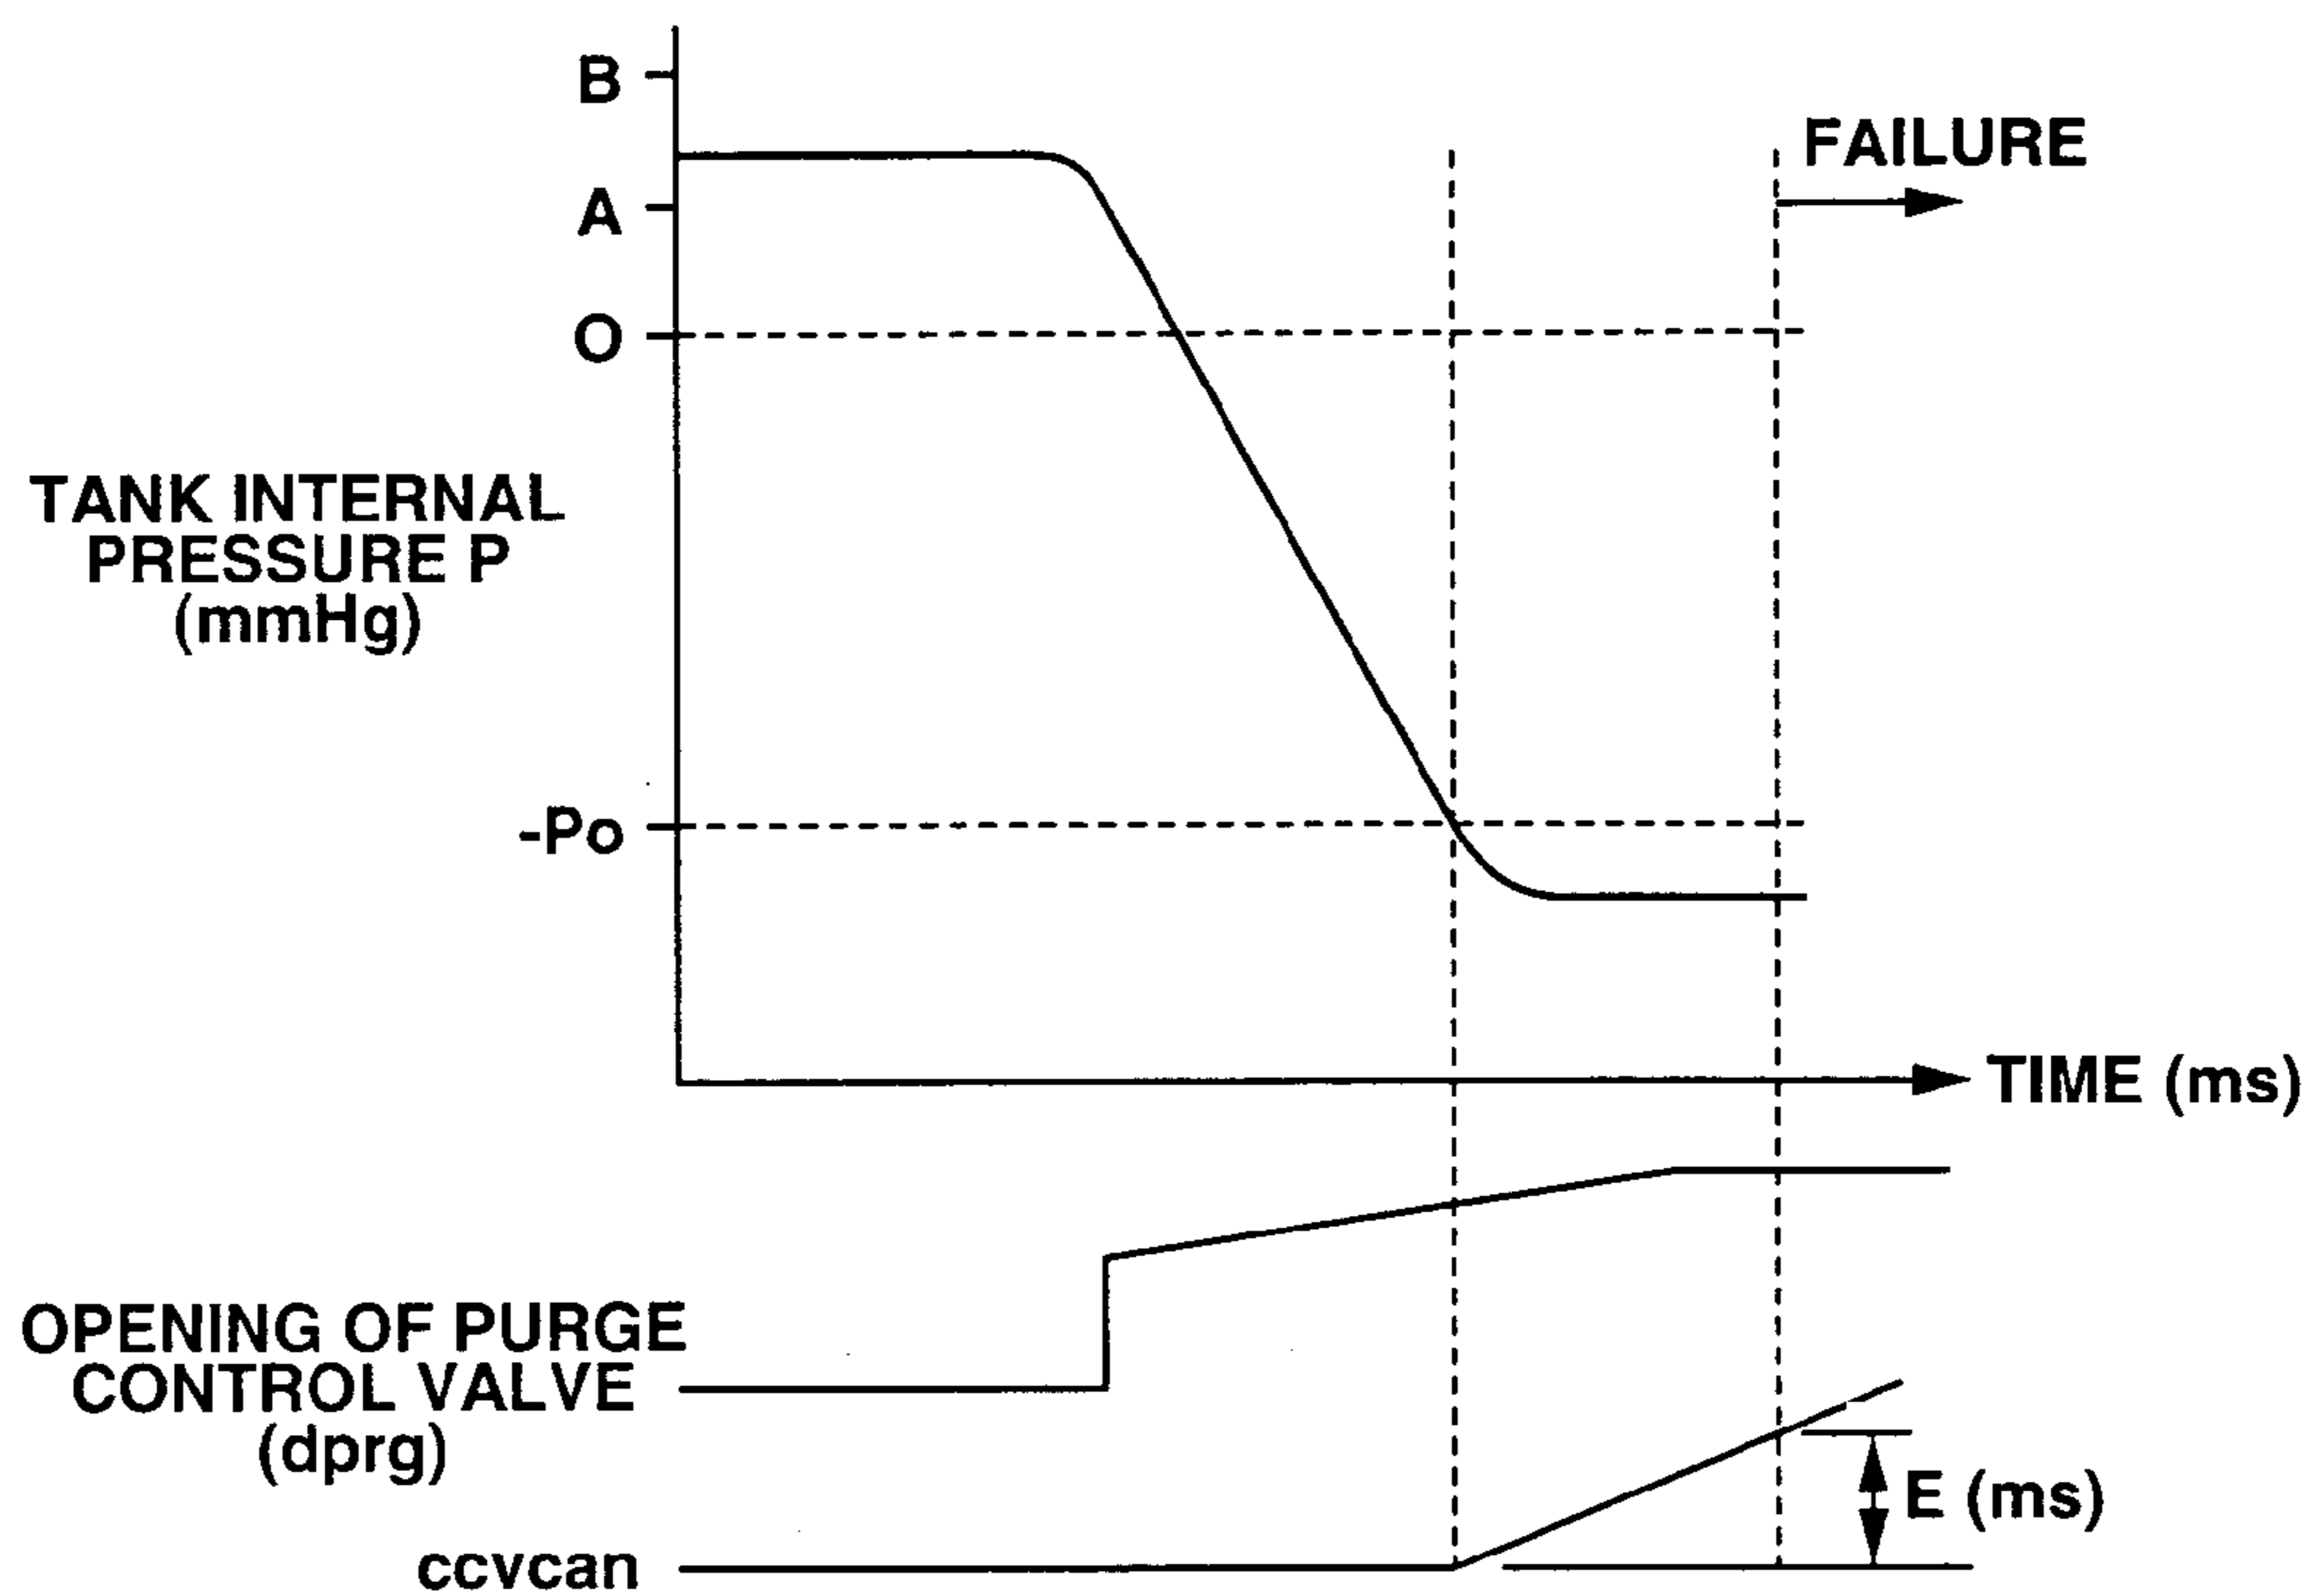 B
FAILURE
A
O
TANK INTERNAL
PRESSURE P
(mmHg)
-Po
TIME (ms)
OPENING OF PURGE
CONTROL VALVE
(dprg)
E (ms)
ccvcan